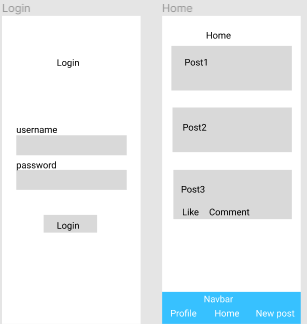 Login
Login
username
password
Login
Home
Home
Post1
Post2
Post3
Like Comment
Navbar
Profile Home New post